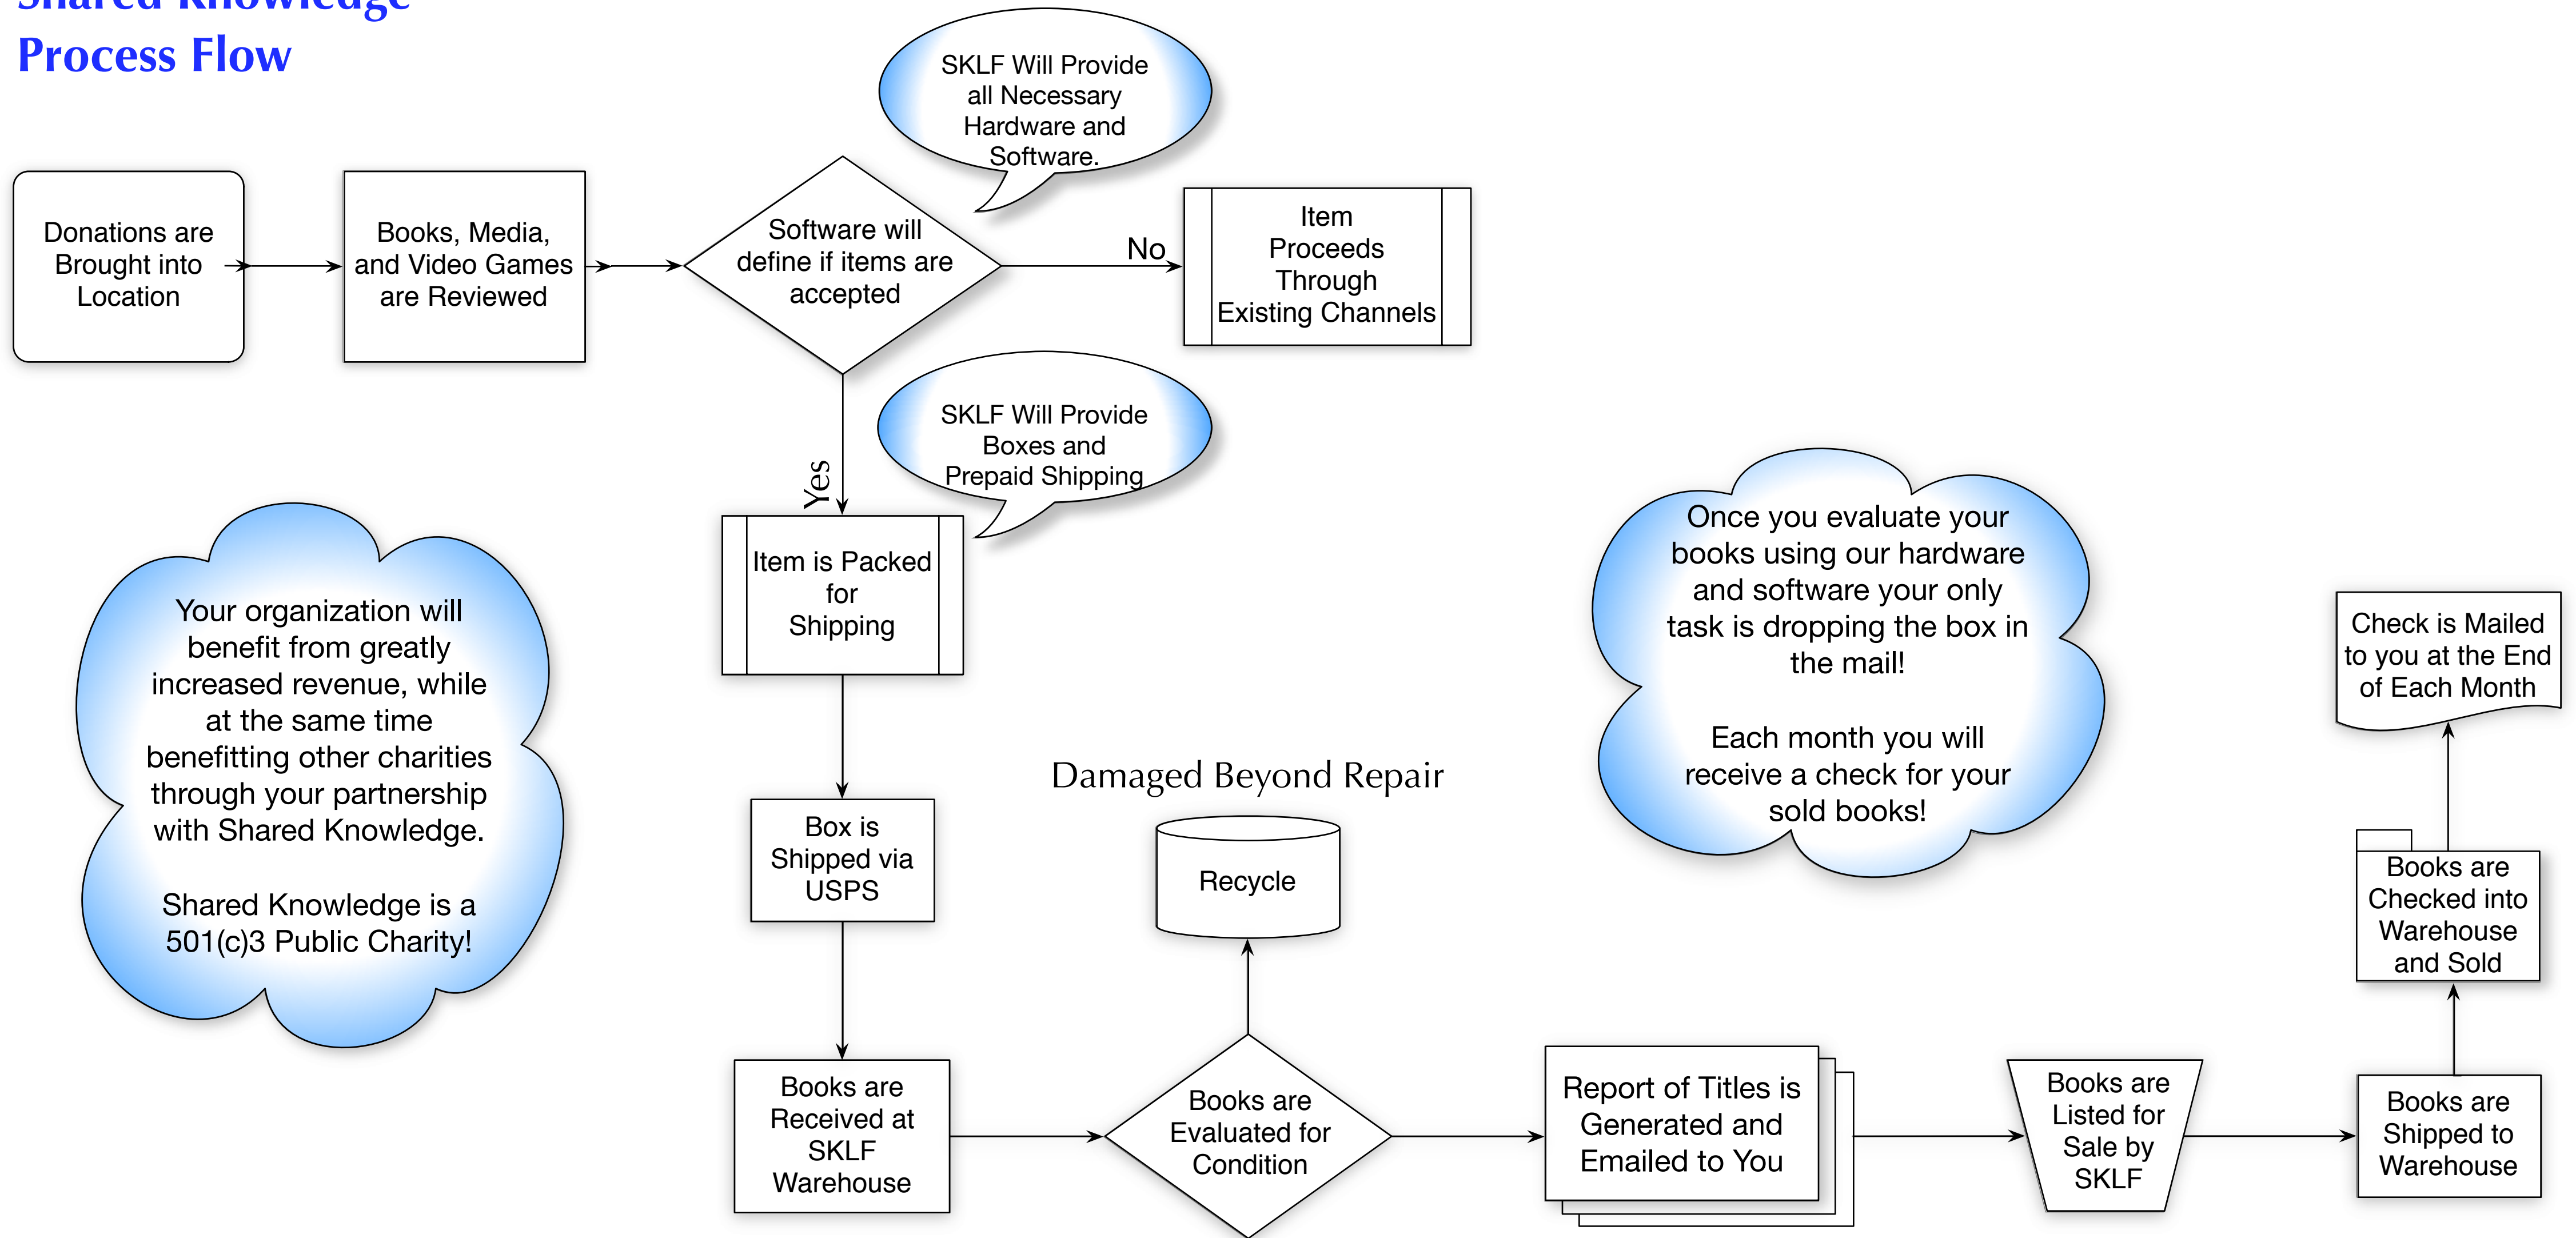 Shared Knowledge
Process Flow
SKLF Will Provide
all Necessary
Hardware and
Software.
Donations are
Brought into
Location
Books, Media,
and Video Games
are Reviewed
Software will
define if items are
accepted
No
Item
Proceeds
Through
Existing Channels
Yes
SKLF Will Provide
Boxes and
Prepaid Shipping
Item is Packed
for
Shipping
Your organization will
benefit from greatly
increased revenue, while
at the same time
benefitting other charities
through your partnership
with Shared Knowledge.
Shared Knowledge is a
501(c)3 Public Charity!
Once you evaluate your
books using our hardware
and software your only
task is dropping the box in
the mail!
Each month you will
receive a check for your
sold books!
Box is
Shipped via
USPS
Damaged Beyond Repair
Recycle
Books are
Received at
SKLF
Warehouse
Books are
Evaluated for
Condition
Report of Titles is
Generated and
Emailed to You
Books are
Listed for
Sale by
SKLF
Books are
Shipped to
Warehouse
Books are
Checked into
Warehouse
and Sold
Check is Mailed
to you at the End
of Each Month